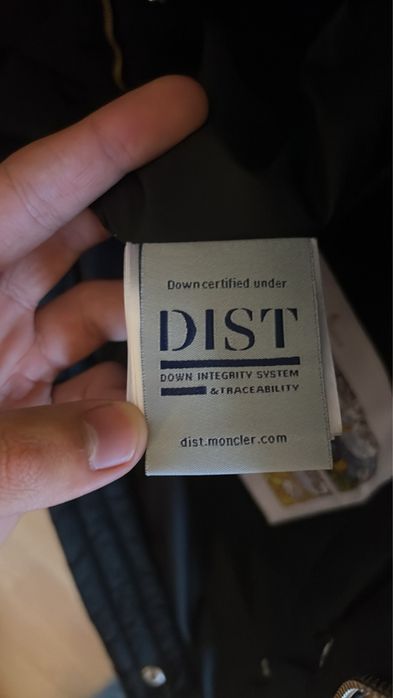 Down certified under
DIST
DOWN INTEGRITY SYSTEM
& TRACEABILITY
dist.moncler.com